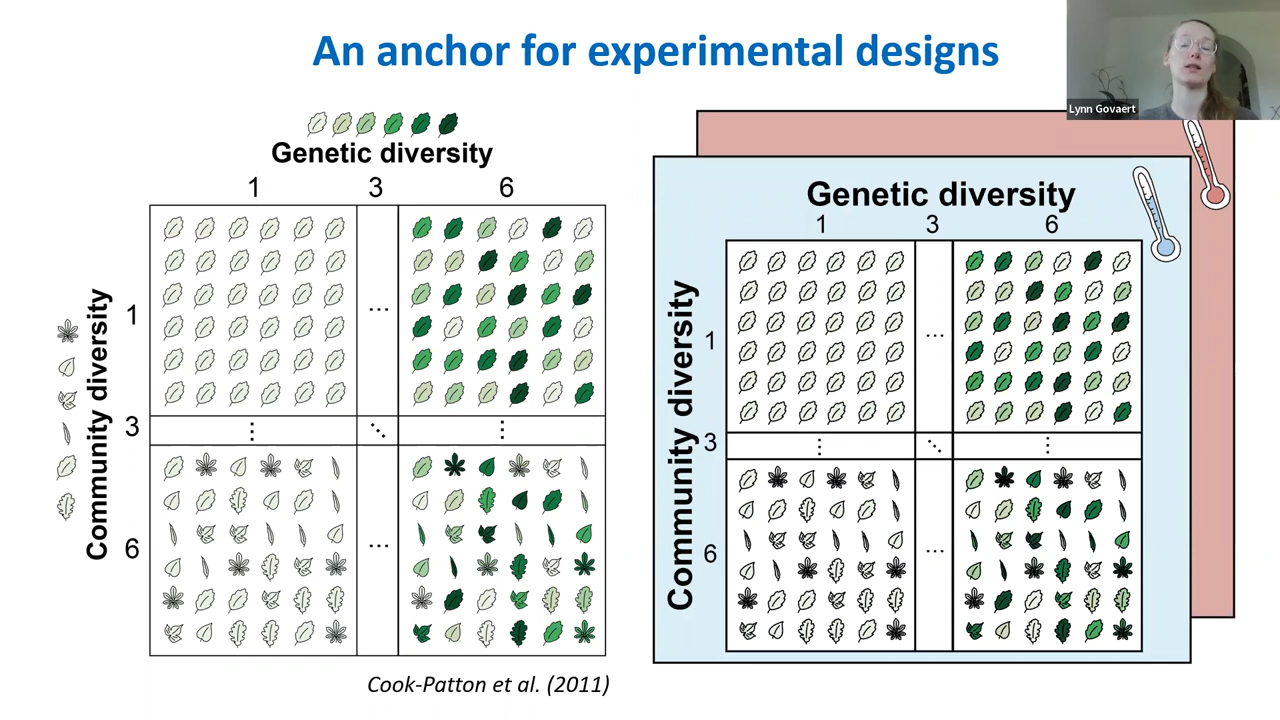 An anchor for experimental designs
Lynn Govaert
Genetic diversity
1 3 6
Community diversity
1
...
3
⋮ ⋱ ⋮
6
...
Cook-Patton et al. (2011)
Genetic diversity
1 3 6
Community diversity
1
...
3
⋮ ⋱ ⋮
6
...